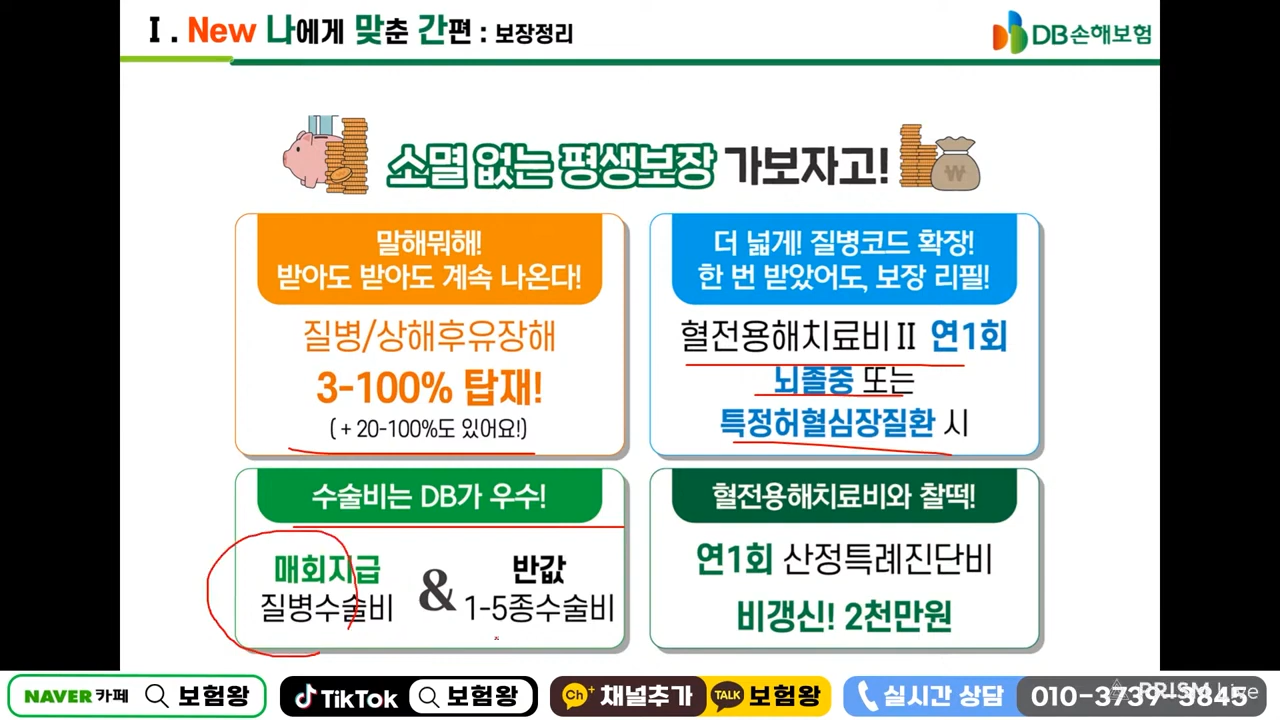 I . New 나에게 맞춘 간편 : 보장정리
DB손해보험
소멸 없는 평생보장 가보자고!
말해뭐해!
받아도 받아도 계속 나온다!
질병/상해후유장해
3-100% 탑재!
( + 20-100%도 있어요!)
더 넓게! 질병코드 확장!
한 번 받았어도, 보장 리필!
혈전용해치료비Ⅱ 연1회
뇌졸중 또는
특정허혈심장질환 시
수술비는 DB가 우수!
매회지급
질병수술비
&
반값
1-5종수술비
혈전용해치료비와 찰떡!
연1회 산정특례진단비
비갱신! 2천만원
₩
NAVER 카페 보험왕
TikTok 보험왕
Ch+ 채널추가 TALK 보험왕
실시간 상담 010-3739-3845
PRISM Live